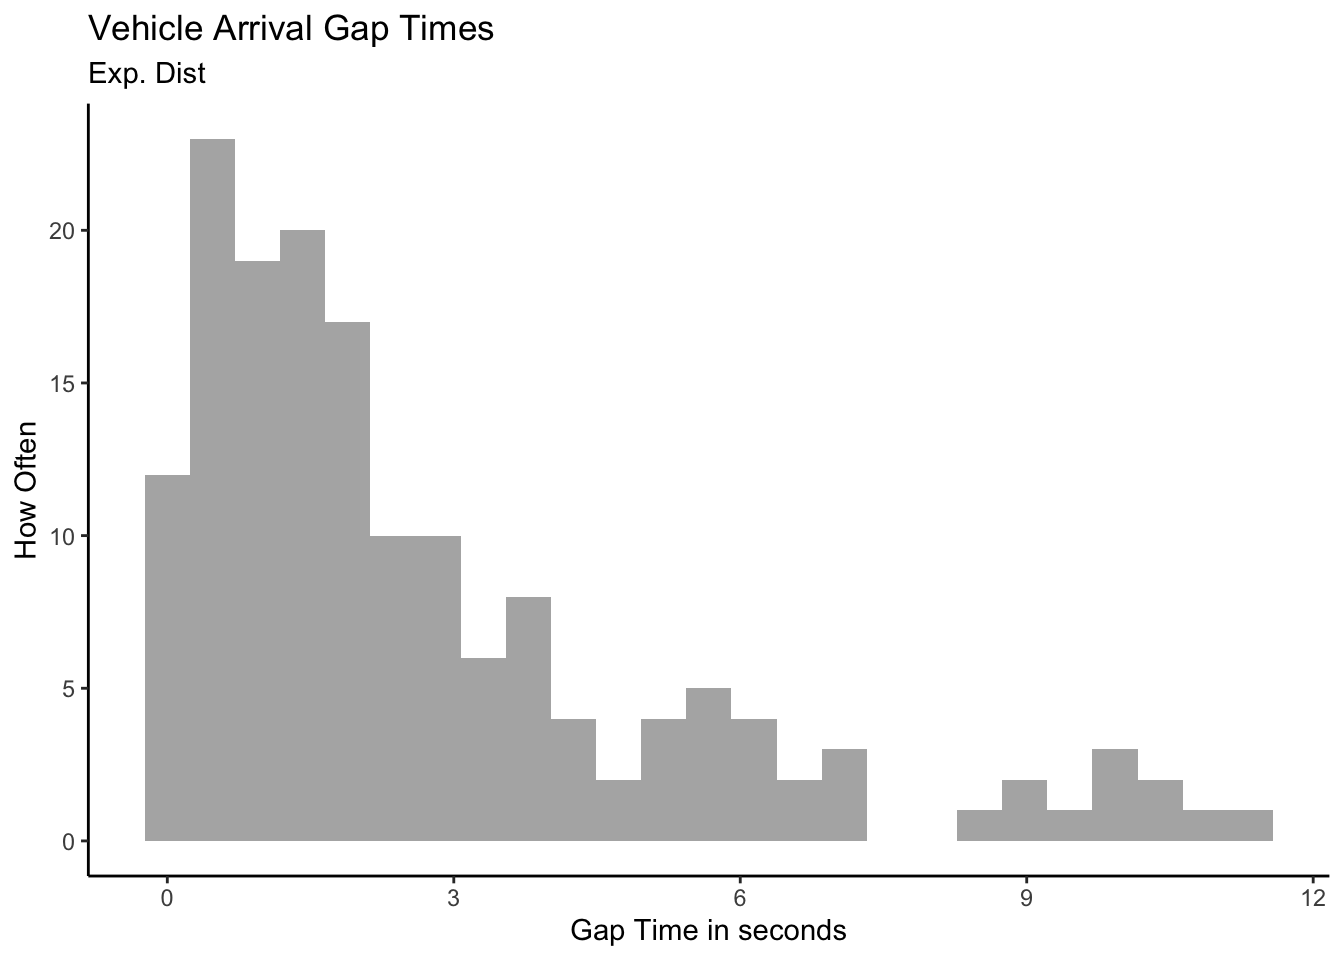 Vehicle Arrival Gap Times
Exp. Dist
How Often
20
15
10
5
0
0 3 6 9 12
Gap Time in seconds